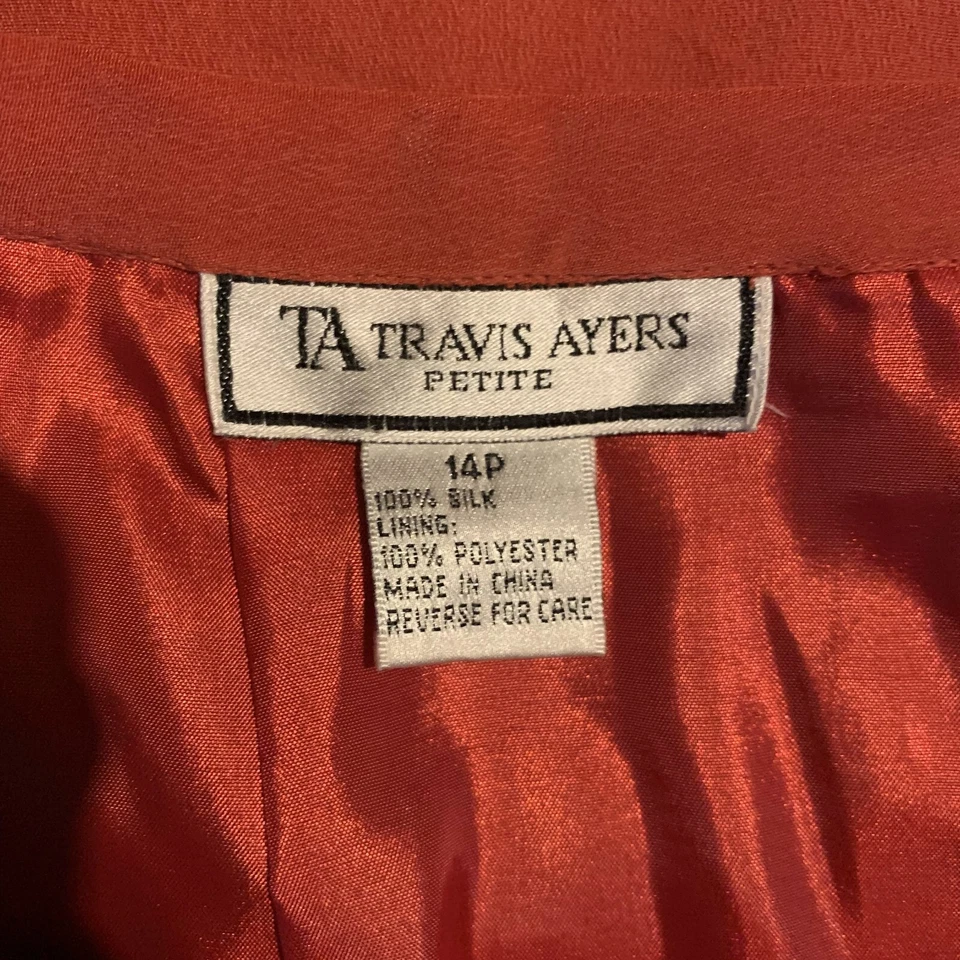 TA TRAVIS AYERS
PETITE
14P
100% SILK
LINING:
100% POLYESTER
MADE IN CHINA
REVERSE FOR CARE